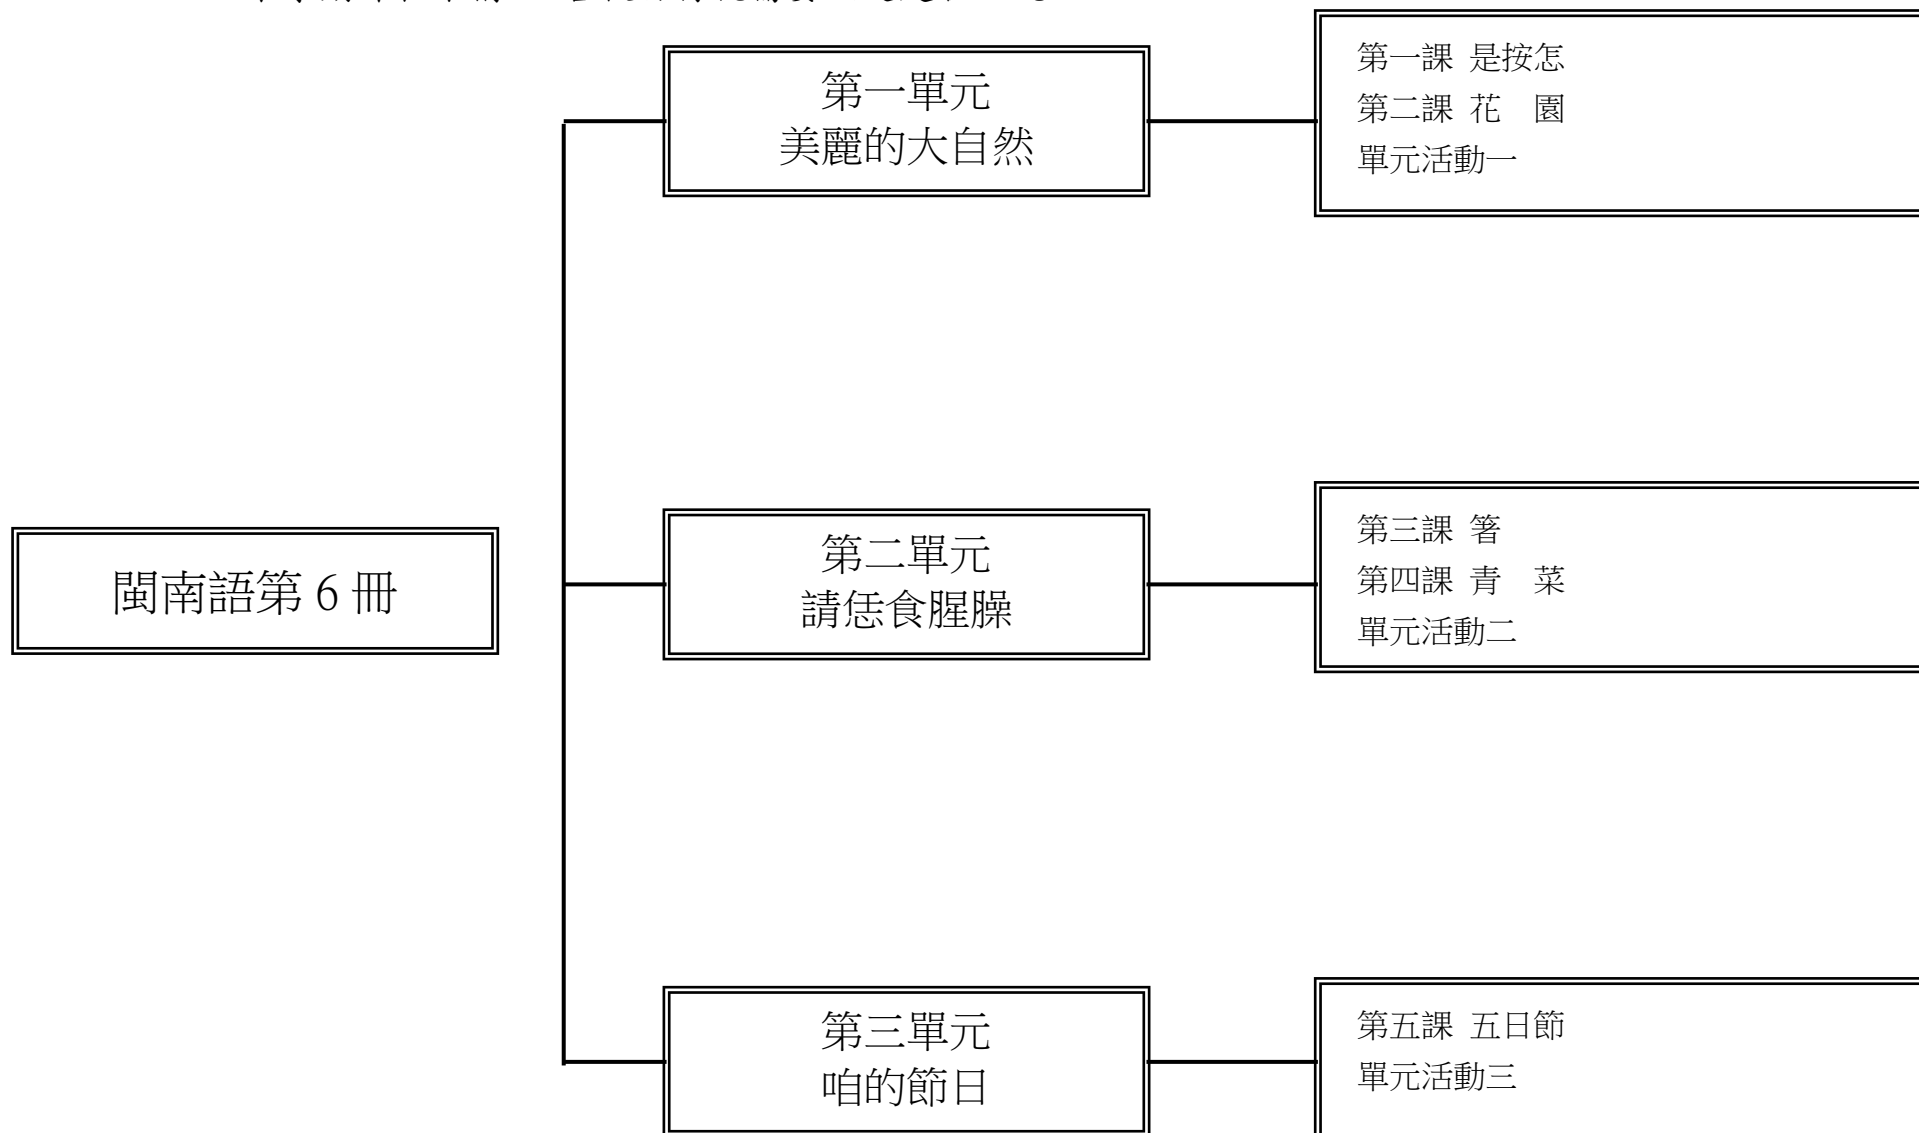 第一單元
美麗的大自然
第一課 是按怎
第二課 花　園
單元活動一
閩南語第 6 冊
第二單元
請恁食腥臊
第三課 箸
第四課 青　菜
單元活動二
第三單元
咱的節日
第五課 五日節
單元活動三